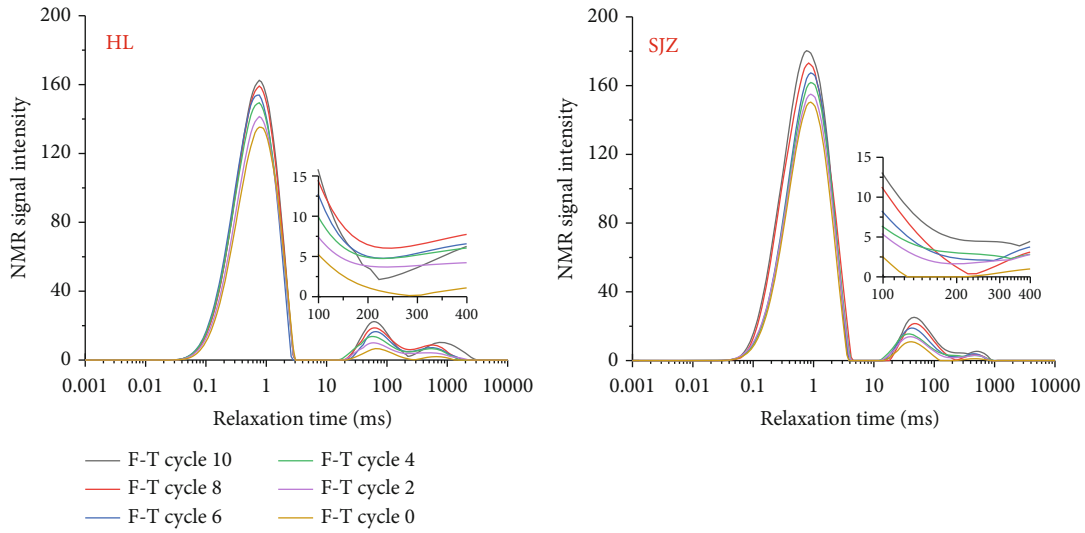 HL
NMR signal intensity
200
160
120
80
40
0
0.001 0.01 0.1 1 10 100 1000 10000
Relaxation time (ms)
15
10
5
0
100 200 300 400
SJZ
NMR signal intensity
200
160
120
80
40
0
0.001 0.01 0.1 1 10 100 1000 10000
Relaxation time (ms)
15
10
5
0
100 200 300 400
F-T cycle 10
F-T cycle 8
F-T cycle 6
F-T cycle 4
F-T cycle 2
F-T cycle 0